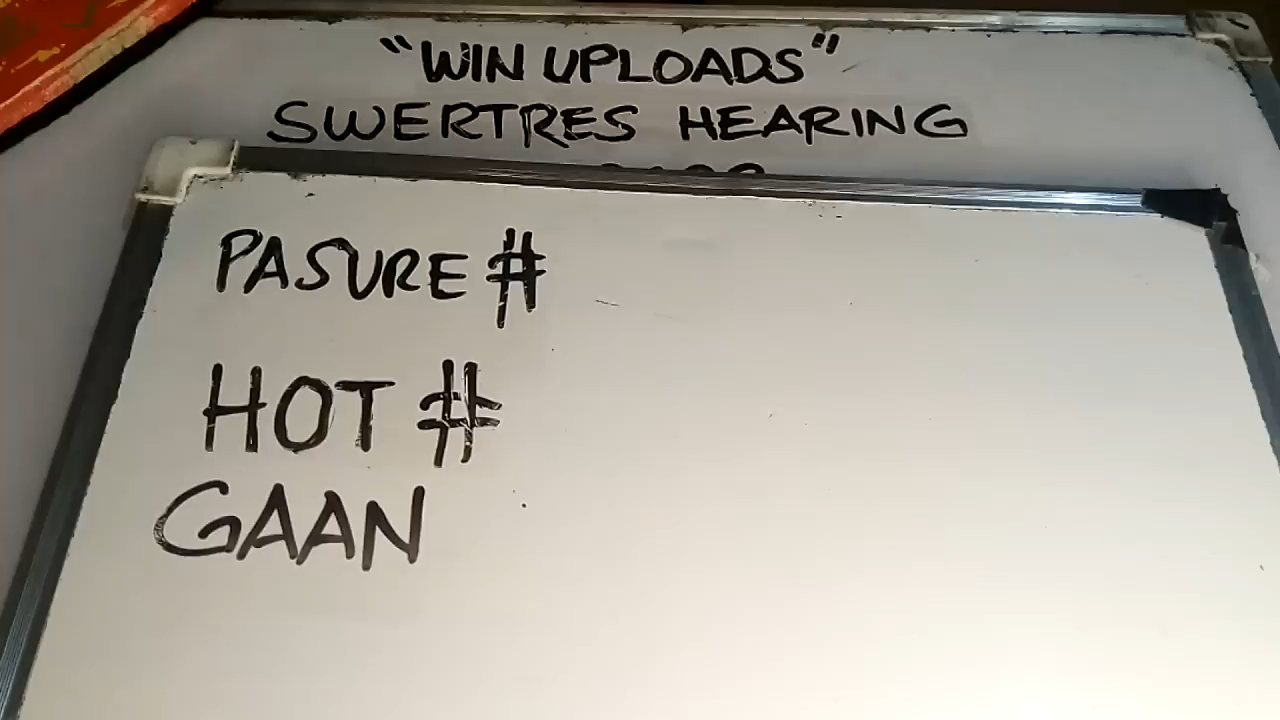 "WIN UPLOADS"
SWERTRES HEARING
PASURE #
HOT #
GAAN